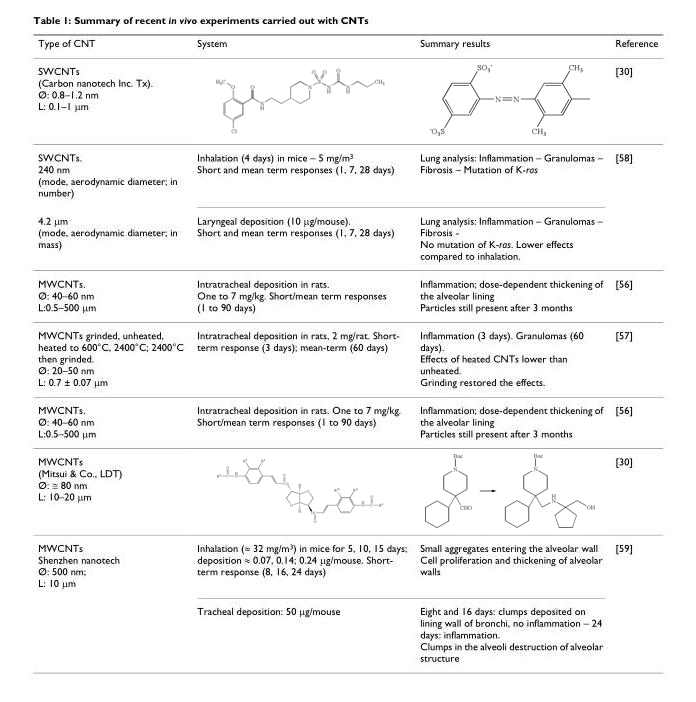 Table 1: Summary of recent in vivo experiments carried out with CNTs
Type of CNT System Summary results Reference
SWCNTs
(Carbon nanotech Inc. Tx).
Ø: 0.8–1.2 nm
L: 0.1–1 μm
H₃C
O
O
N
H
Cl
N
O O
S
N
H
O
N
H
CH₃
SO₃⁻
⁻O₃S
N=N
CH₃
CH₃
[30]
SWCNTs.
240 nm
(mode, aerodynamic diameter; in
number)
Inhalation (4 days) in mice – 5 mg/m³
Short and mean term responses (1, 7, 28 days)
Lung analysis: Inflammation – Granulomas –
Fibrosis – Mutation of K-ras
[58]
4.2 μm
(mode, aerodynamic diameter; in
mass)
Laryngeal deposition (10 μg/mouse).
Short and mean term responses (1, 7, 28 days)
Lung analysis: Inflammation – Granulomas –
Fibrosis -
No mutation of K-ras. Lower effects
compared to inhalation.
MWCNTs.
Ø: 40–60 nm
L:0.5–500 μm
Intratracheal deposition in rats.
One to 7 mg/kg. Short/mean term responses
(1 to 90 days)
Inflammation; dose-dependent thickening of
the alveolar lining
Particles still present after 3 months
[56]
MWCNTs grinded, unheated,
heated to 600°C, 2400°C; 2400°C
then grinded.
Ø: 20–50 nm
L: 0.7 ± 0.07 μm
Intratracheal deposition in rats, 2 mg/rat. Short-
term response (3 days); mean-term (60 days)
Inflammation (3 days). Granulomas (60
days).
Effects of heated CNTs lower than
unheated.
Grinding restored the effects.
[57]
MWCNTs.
Ø: 40–60 nm
L:0.5–500 μm
Intratracheal deposition in rats. One to 7 mg/kg.
Short/mean term responses (1 to 90 days)
Inflammation; dose-dependent thickening of
the alveolar lining
Particles still present after 3 months
[56]
MWCNTs
(Mitsui & Co., LDT)
Ø: ≅ 80 nm
L: 10–20 μm
Boc
N
CHO
Boc
N
H
N
OH
[30]
MWCNTs
Shenzhen nanotech
Ø: 500 nm;
L: 10 μm
Inhalation (≈ 32 mg/m³) in mice for 5, 10, 15 days;
deposition ≈ 0.07, 0.14; 0.24 μg/mouse. Short-
term response (8, 16, 24 days)
Small aggregates entering the alveolar wall
Cell proliferation and thickening of alveolar
walls
[59]
Tracheal deposition: 50 μg/mouse
Eight and 16 days: clumps deposited on
lining wall of bronchi, no inflammation – 24
days: inflammation.
Clumps in the alveoli destruction of alveolar
structure